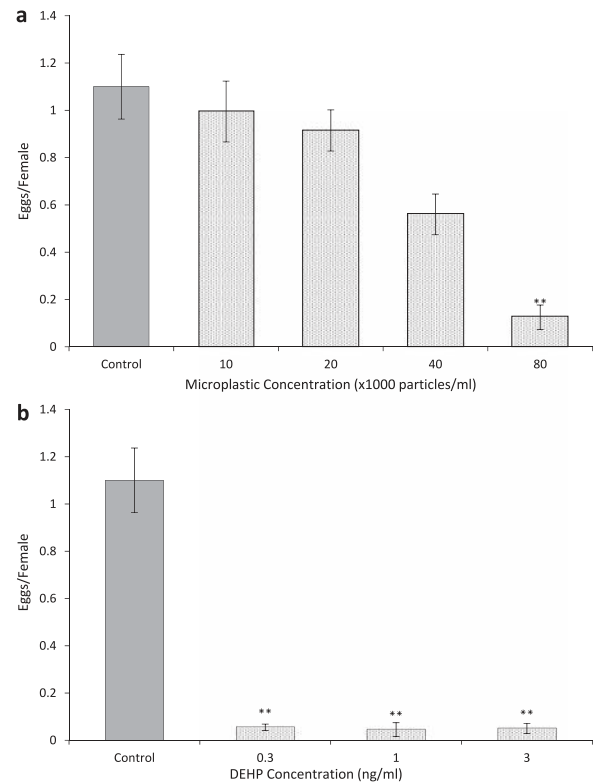 a
1.4
1.2
1
0.8
0.6
0.4
0.2
0
Eggs/Female
**
Control 10 20 40 80
Microplastic Concentration (x1000 particles/ml)
b
1.4
1.2
1
0.8
0.6
0.4
0.2
0
Eggs/Female
** ** **
Control 0.3 1 3
DEHP Concentration (ng/ml)